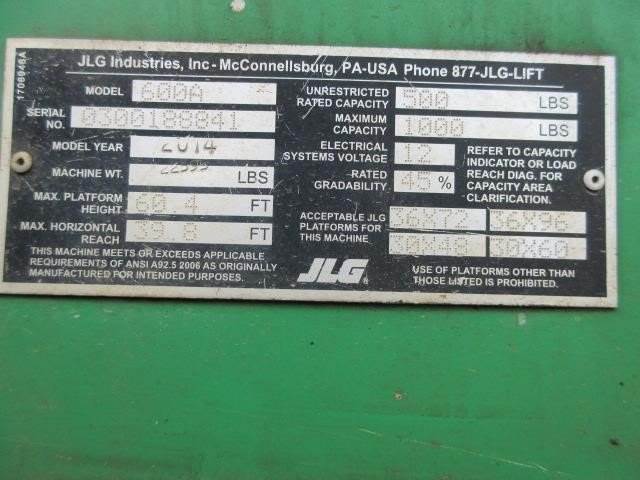 JLG Industries, Inc - McConnellsburg, PA-USA Phone 877-JLG-LIFT
1706946A
MODEL 600A
SERIAL NO. 0300188841
MODEL YEAR 2014
MACHINE WT. LBS
MAX. PLATFORM HEIGHT 60.4 FT
MAX. HORIZONTAL REACH 39.8 FT
THIS MACHINE MEETS OR EXCEEDS APPLICABLE
REQUIREMENTS OF ANSI A92.5 2006 AS ORIGINALLY
MANUFACTURED FOR INTENDED PURPOSES.
UNRESTRICTED RATED CAPACITY 500 LBS
MAXIMUM CAPACITY 1000 LBS
ELECTRICAL SYSTEMS VOLTAGE 12
RATED GRADABILITY 45 %
REFER TO CAPACITY
INDICATOR OR LOAD
REACH DIAG. FOR
CAPACITY AREA
CLARIFICATION.
ACCEPTABLE JLG
PLATFORMS FOR
THIS MACHINE
36X72 36X96
30X48 30X60
JLG
USE OF PLATFORMS OTHER THAN
THOSE LISTED IS PROHIBITED.